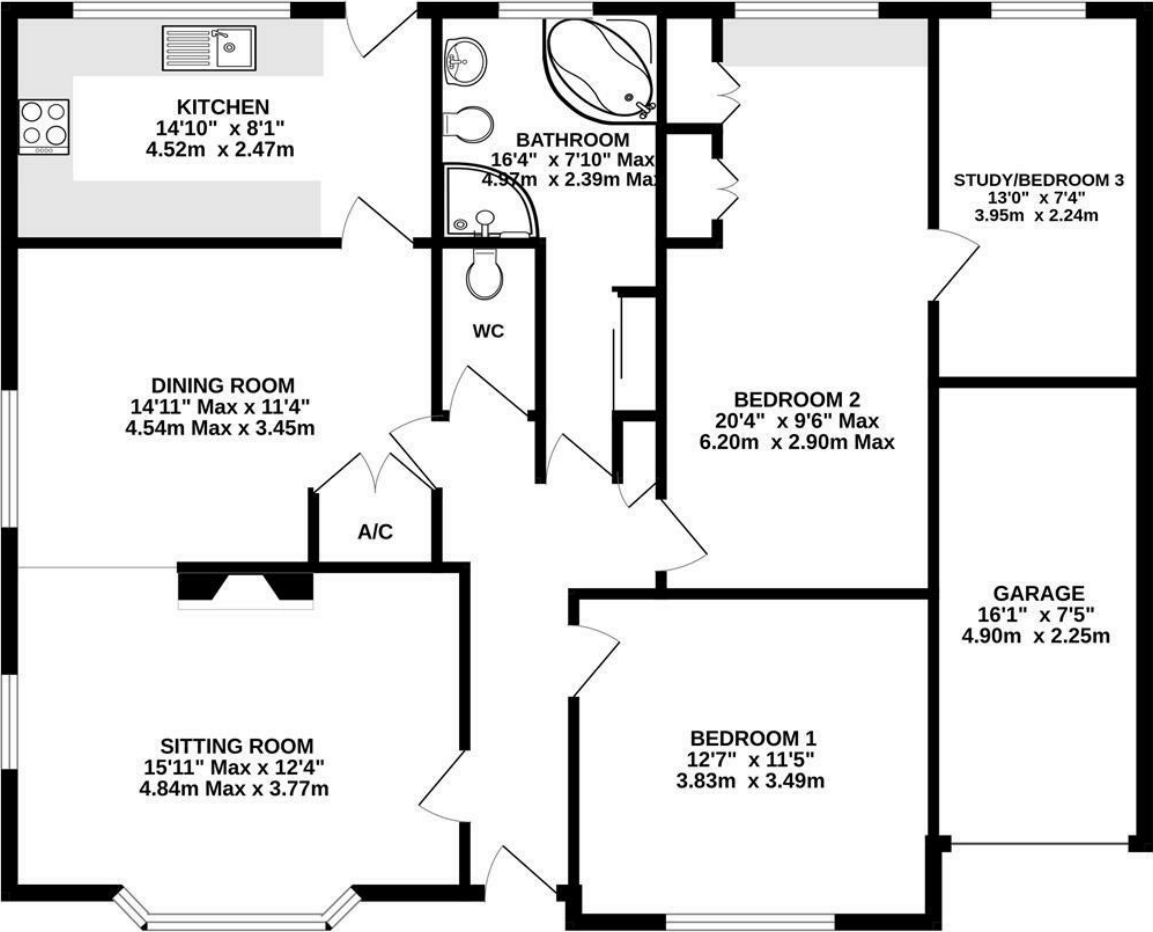 KITCHEN
14'10" x 8'1"
4.52m x 2.47m
BATHROOM
16'4" x 7'10" Max
4.97m x 2.39m Max
STUDY/BEDROOM 3
13'0" x 7'4"
3.95m x 2.24m
WC
DINING ROOM
14'11" Max x 11'4"
4.54m Max x 3.45m
BEDROOM 2
20'4" x 9'6" Max
6.20m x 2.90m Max
A/C
GARAGE
16'1" x 7'5"
4.90m x 2.25m
SITTING ROOM
15'11" Max x 12'4"
4.84m Max x 3.77m
BEDROOM 1
12'7" x 11'5"
3.83m x 3.49m